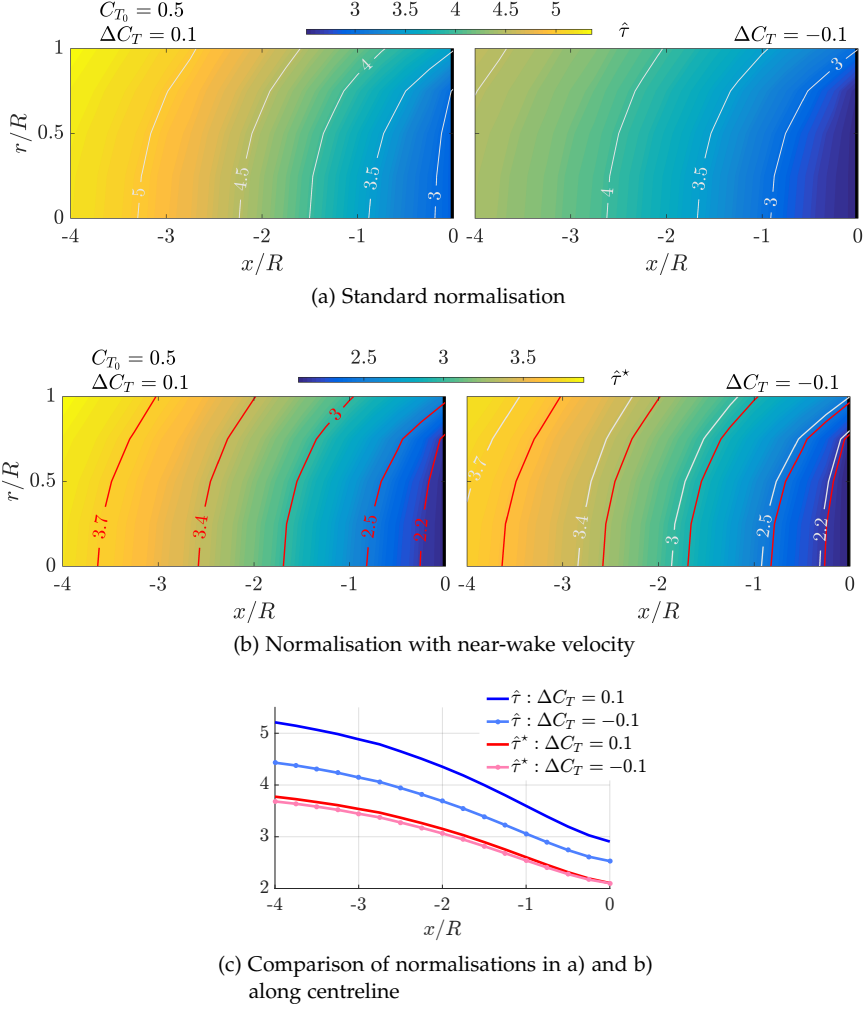 C_{T_0} = 0.5
ΔC_T = 0.1
3 3.5 4 4.5 5
τ̂
ΔC_T = −0.1
r/R
1
0.5
0
5 4.5 4 3.5 3
4 3.5 3 3
-4 -3 -2 -1 0
-4 -3 -2 -1 0
x/R
x/R
(a) Standard normalisation
C_{T_0} = 0.5
ΔC_T = 0.1
2.5 3 3.5
τ̂⋆
ΔC_T = −0.1
r/R
1
0.5
0
3.7 3.4 3 2.5 2.2
3.7 3.4 3 2.5 2.2
-4 -3 -2 -1 0
-4 -3 -2 -1 0
x/R
x/R
(b) Normalisation with near-wake velocity
τ̂ : ΔC_T = 0.1
τ̂ : ΔC_T = −0.1
τ̂⋆ : ΔC_T = 0.1
τ̂⋆ : ΔC_T = −0.1
5
4
3
2
-4 -3 -2 -1 0
x/R
(c) Comparison of normalisations in a) and b)
along centreline